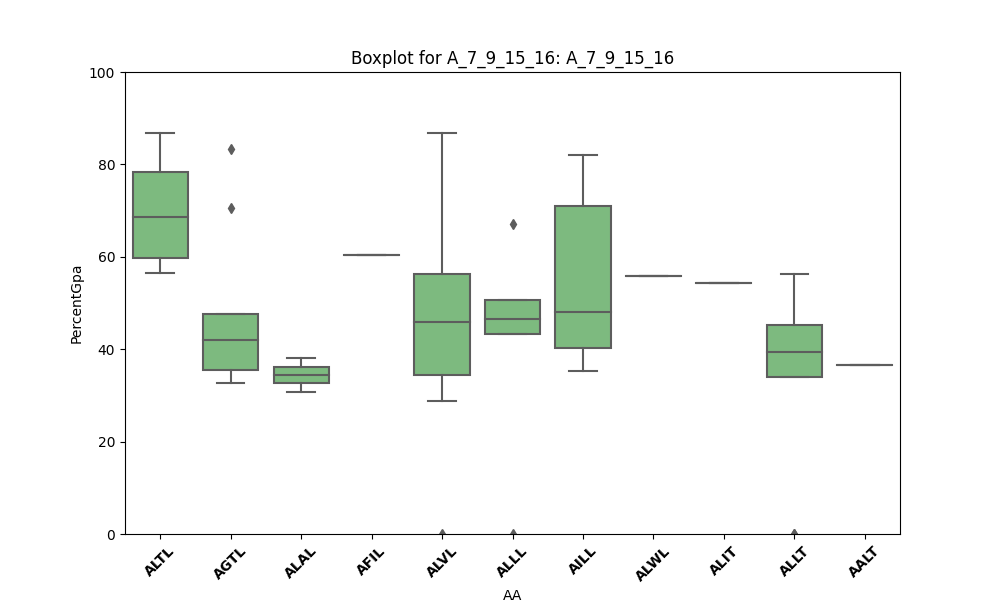 Boxplot for A_7_9_15_16: A_7_9_15_16
100
80
60
40
20
0
PercentGpa
ALTL
AGTL
ALAL
AFIL
ALVL
ALLL
AILL
ALWL
ALIT
ALLT
AALT
AA